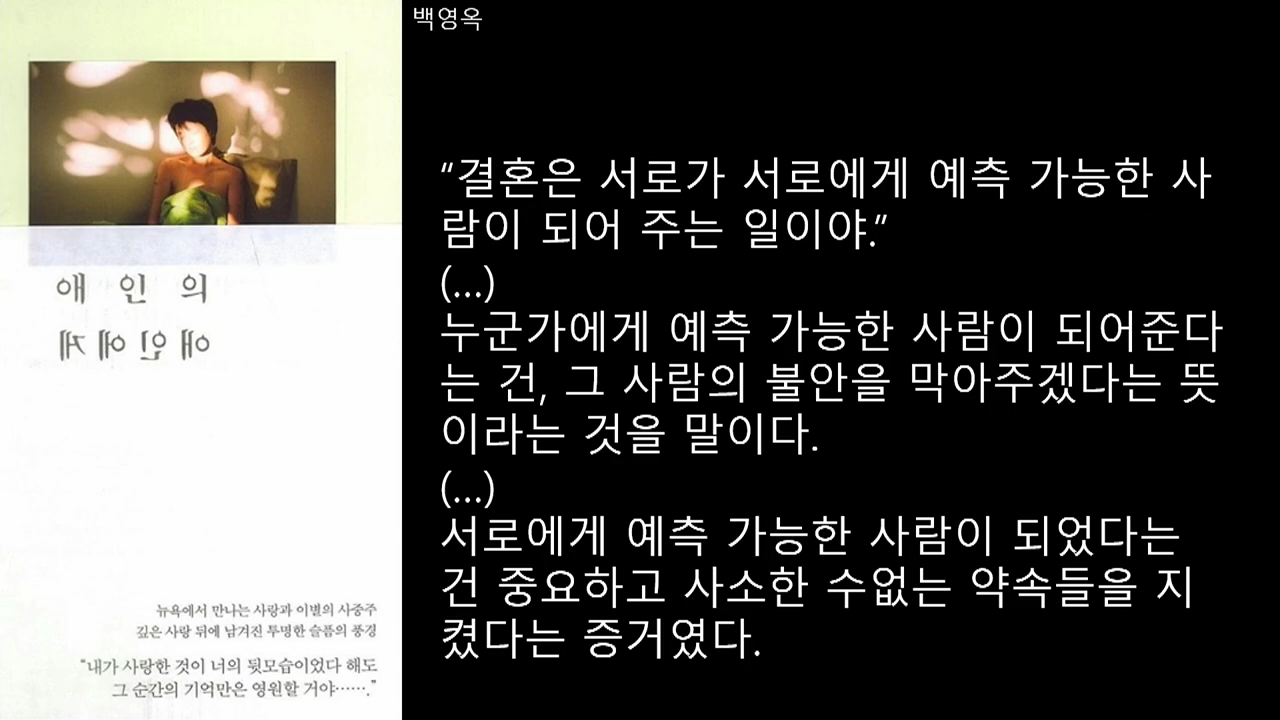 백영옥
애인의
애인에게
뉴욕에서 만나는 사랑과 이별의 사중주
깊은 사랑 뒤에 남겨진 투명한 슬픔의 풍경
“내가 사랑한 것이 너의 뒷모습이었다 해도
그 순간의 기억만은 영원할 거야…….”
“결혼은 서로가 서로에게 예측 가능한 사
람이 되어 주는 일이야.”
(...)
누군가에게 예측 가능한 사람이 되어준다
는 건, 그 사람의 불안을 막아주겠다는 뜻
이라는 것을 말이다.
(...)
서로에게 예측 가능한 사람이 되었다는
건 중요하고 사소한 수없는 약속들을 지
켰다는 증거였다.